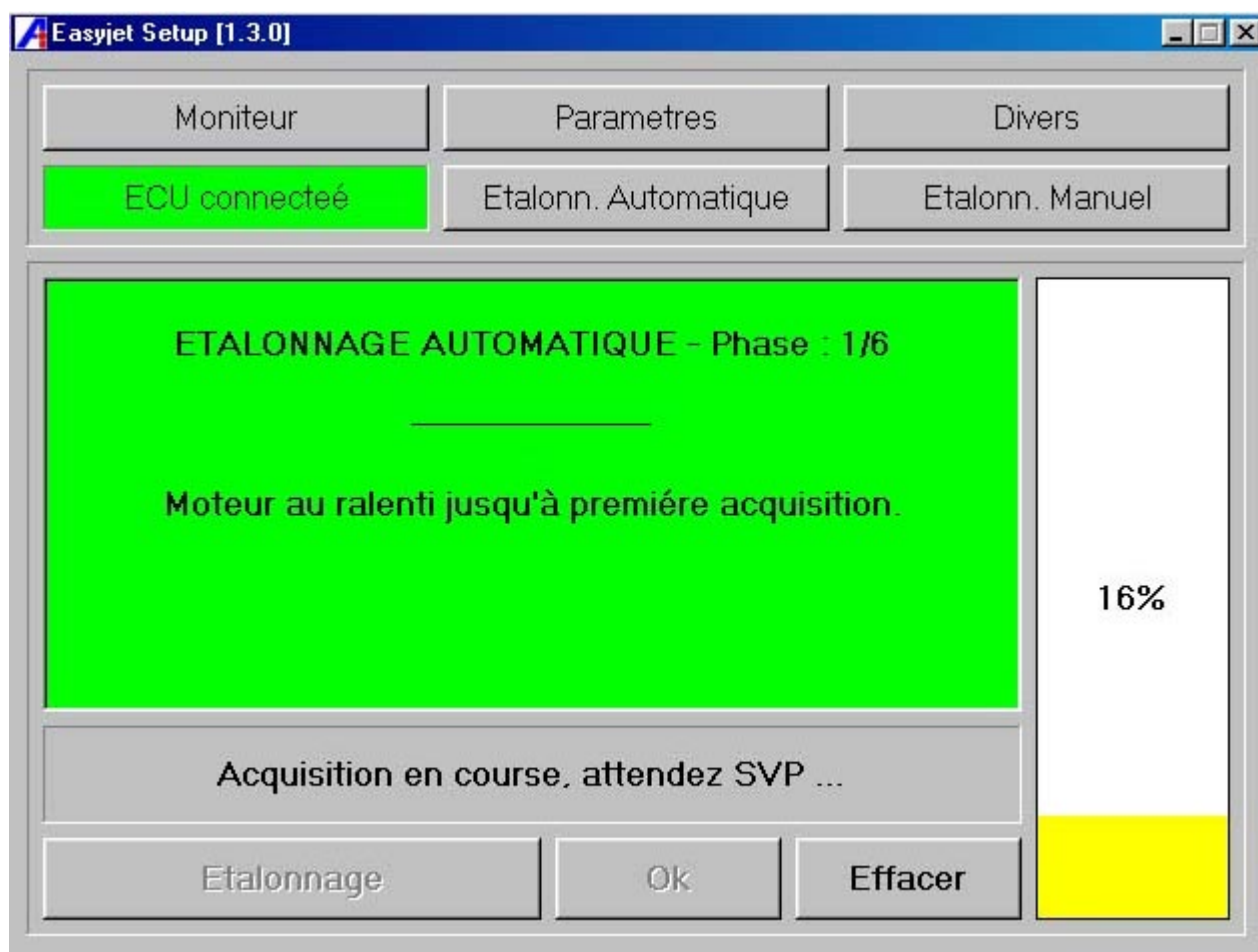 Easyjet Setup [1.3.0]
Moniteur
Parametres
Divers
ECU connecteé
Etalonn. Automatique
Etalonn. Manuel
ETALONNAGE AUTOMATIQUE - Phase : 1/6
Moteur au ralenti jusqu'à premiére acquisition.
16%
Acquisition en course, attendez SVP ...
Etalonnage
Ok
Effacer